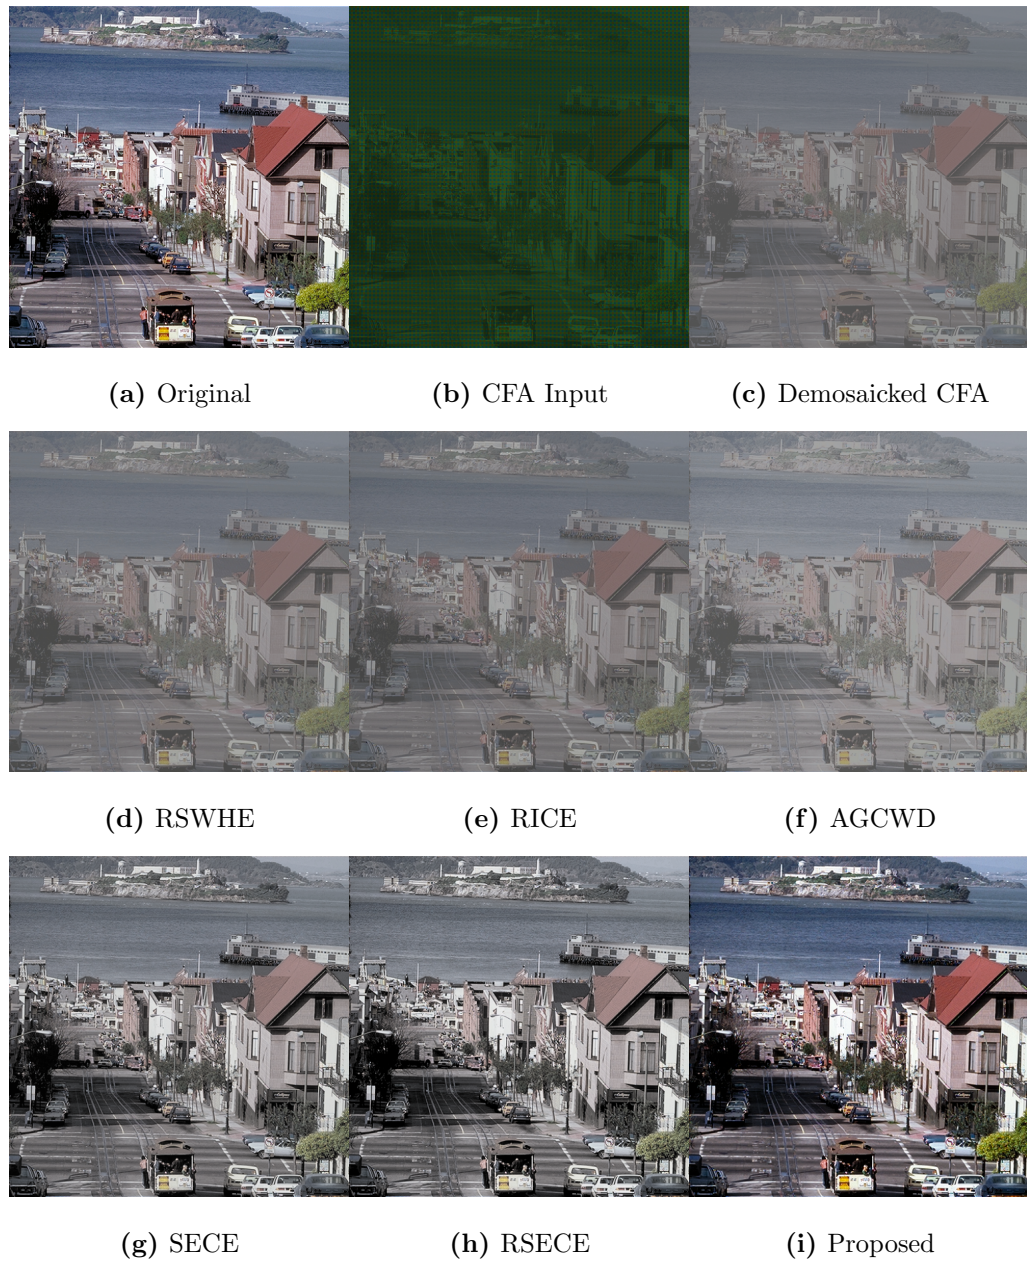 (a) Original
(b) CFA Input
(c) Demosaicked CFA
(d) RSWHE
(e) RICE
(f) AGCWD
(g) SECE
(h) RSECE
(i) Proposed